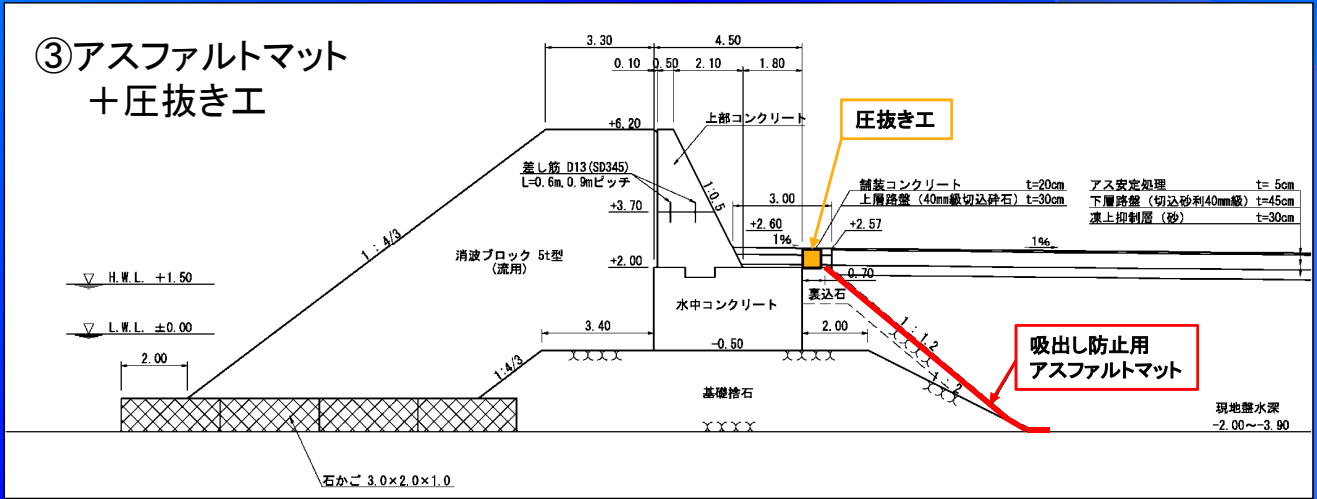 ③アスファルトマット
＋圧抜き工
3.30
4.50
0.10
0.50
2.10
1.80
圧抜き工
+6.20
上部コンクリート
差し筋 D13(SD345)
L=0.6m,0.9mピッチ
1:0.5
3.00
舗装コンクリート t=20cm
上層路盤（40mm級切込砕石）t=30cm
アス安定処理 t= 5cm
下層路盤（切込砂利40mm級）t=45cm
凍上抑制層（砂） t=30cm
+3.70
+2.60
+2.57
1%
1%
1：4/3
消波ブロック 5t型
（流用）
+2.00
0.70
裏込石
H.W.L. +1.50
水中コンクリート
L.W.L. ±0.00
3.40
2.00
1：1.2
-0.50
吸出し防止用
アスファルトマット
2.00
1:4/3
1：2
基礎捨石
現地盤水深
-2.00～-3.90
石かご 3.0×2.0×1.0